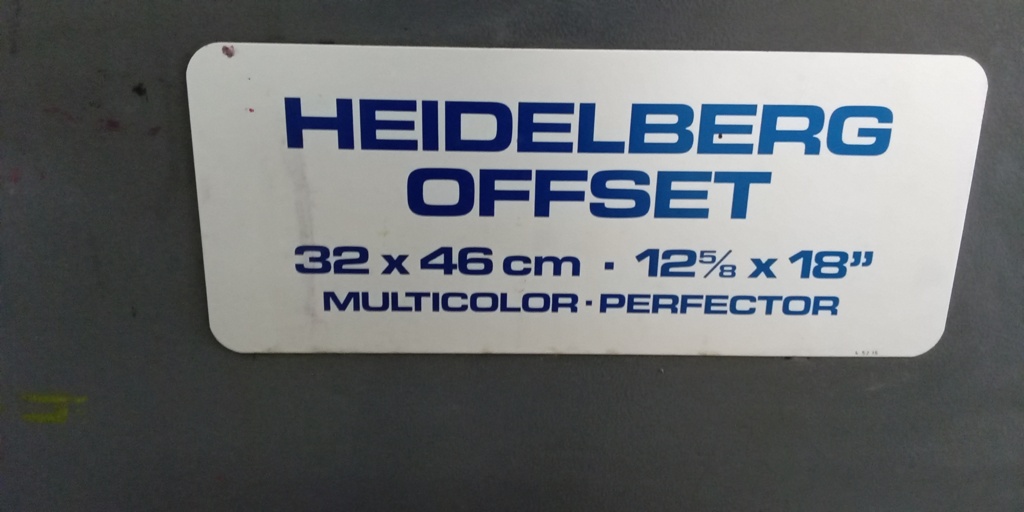 HEIDELBERG
OFFSET
32 x 46 cm · 12⅝ x 18”
MULTICOLOR · PERFECTOR